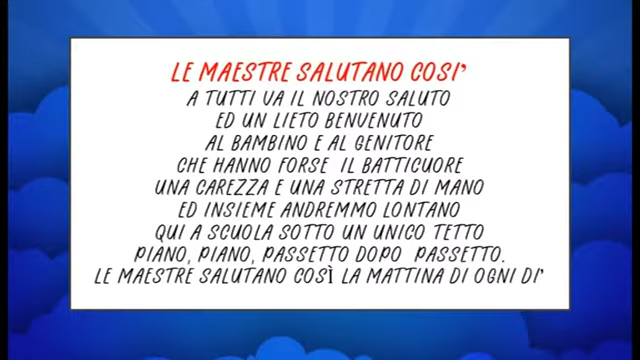 LE MAESTRE SALUTANO COSI'
A TUTTI VA IL NOSTRO SALUTO
ED UN LIETO BENVENUTO
AL BAMBINO E AL GENITORE
CHE HANNO FORSE IL BATTICUORE
UNA CAREZZA E UNA STRETTA DI MANO
ED INSIEME ANDREMMO LONTANO
QUI A SCUOLA SOTTO UN UNICO TETTO
PIANO, PIANO, PASSETTO DOPO PASSETTO.
LE MAESTRE SALUTANO COSÌ LA MATTINA DI OGNI DI'